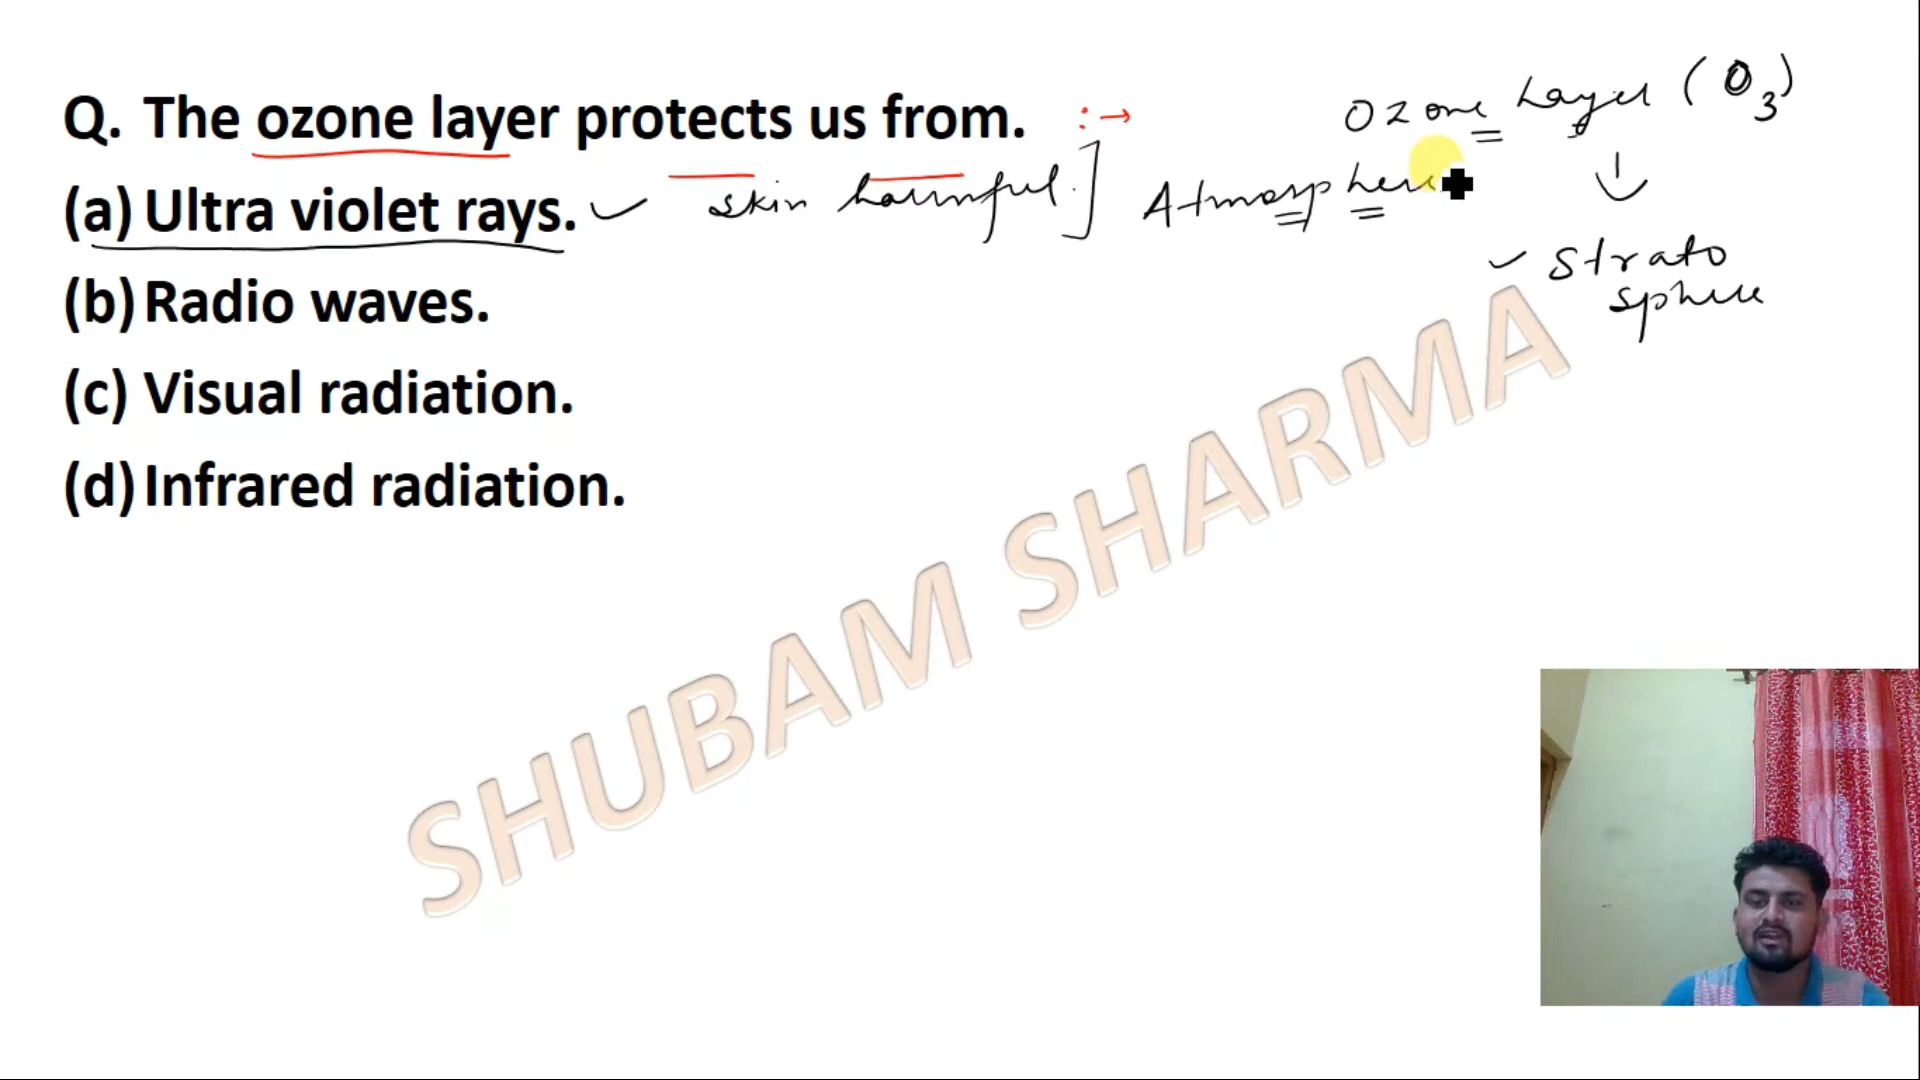 Q. The ozone layer protects us from. :→
Ozone Layer (O3)
(a) Ultra violet rays. ✓ skin harmful.] Atmosphere
↓
✓ Strato
sphere
(b) Radio waves.
(c) Visual radiation.
(d) Infrared radiation.
SHUBAM SHARMA